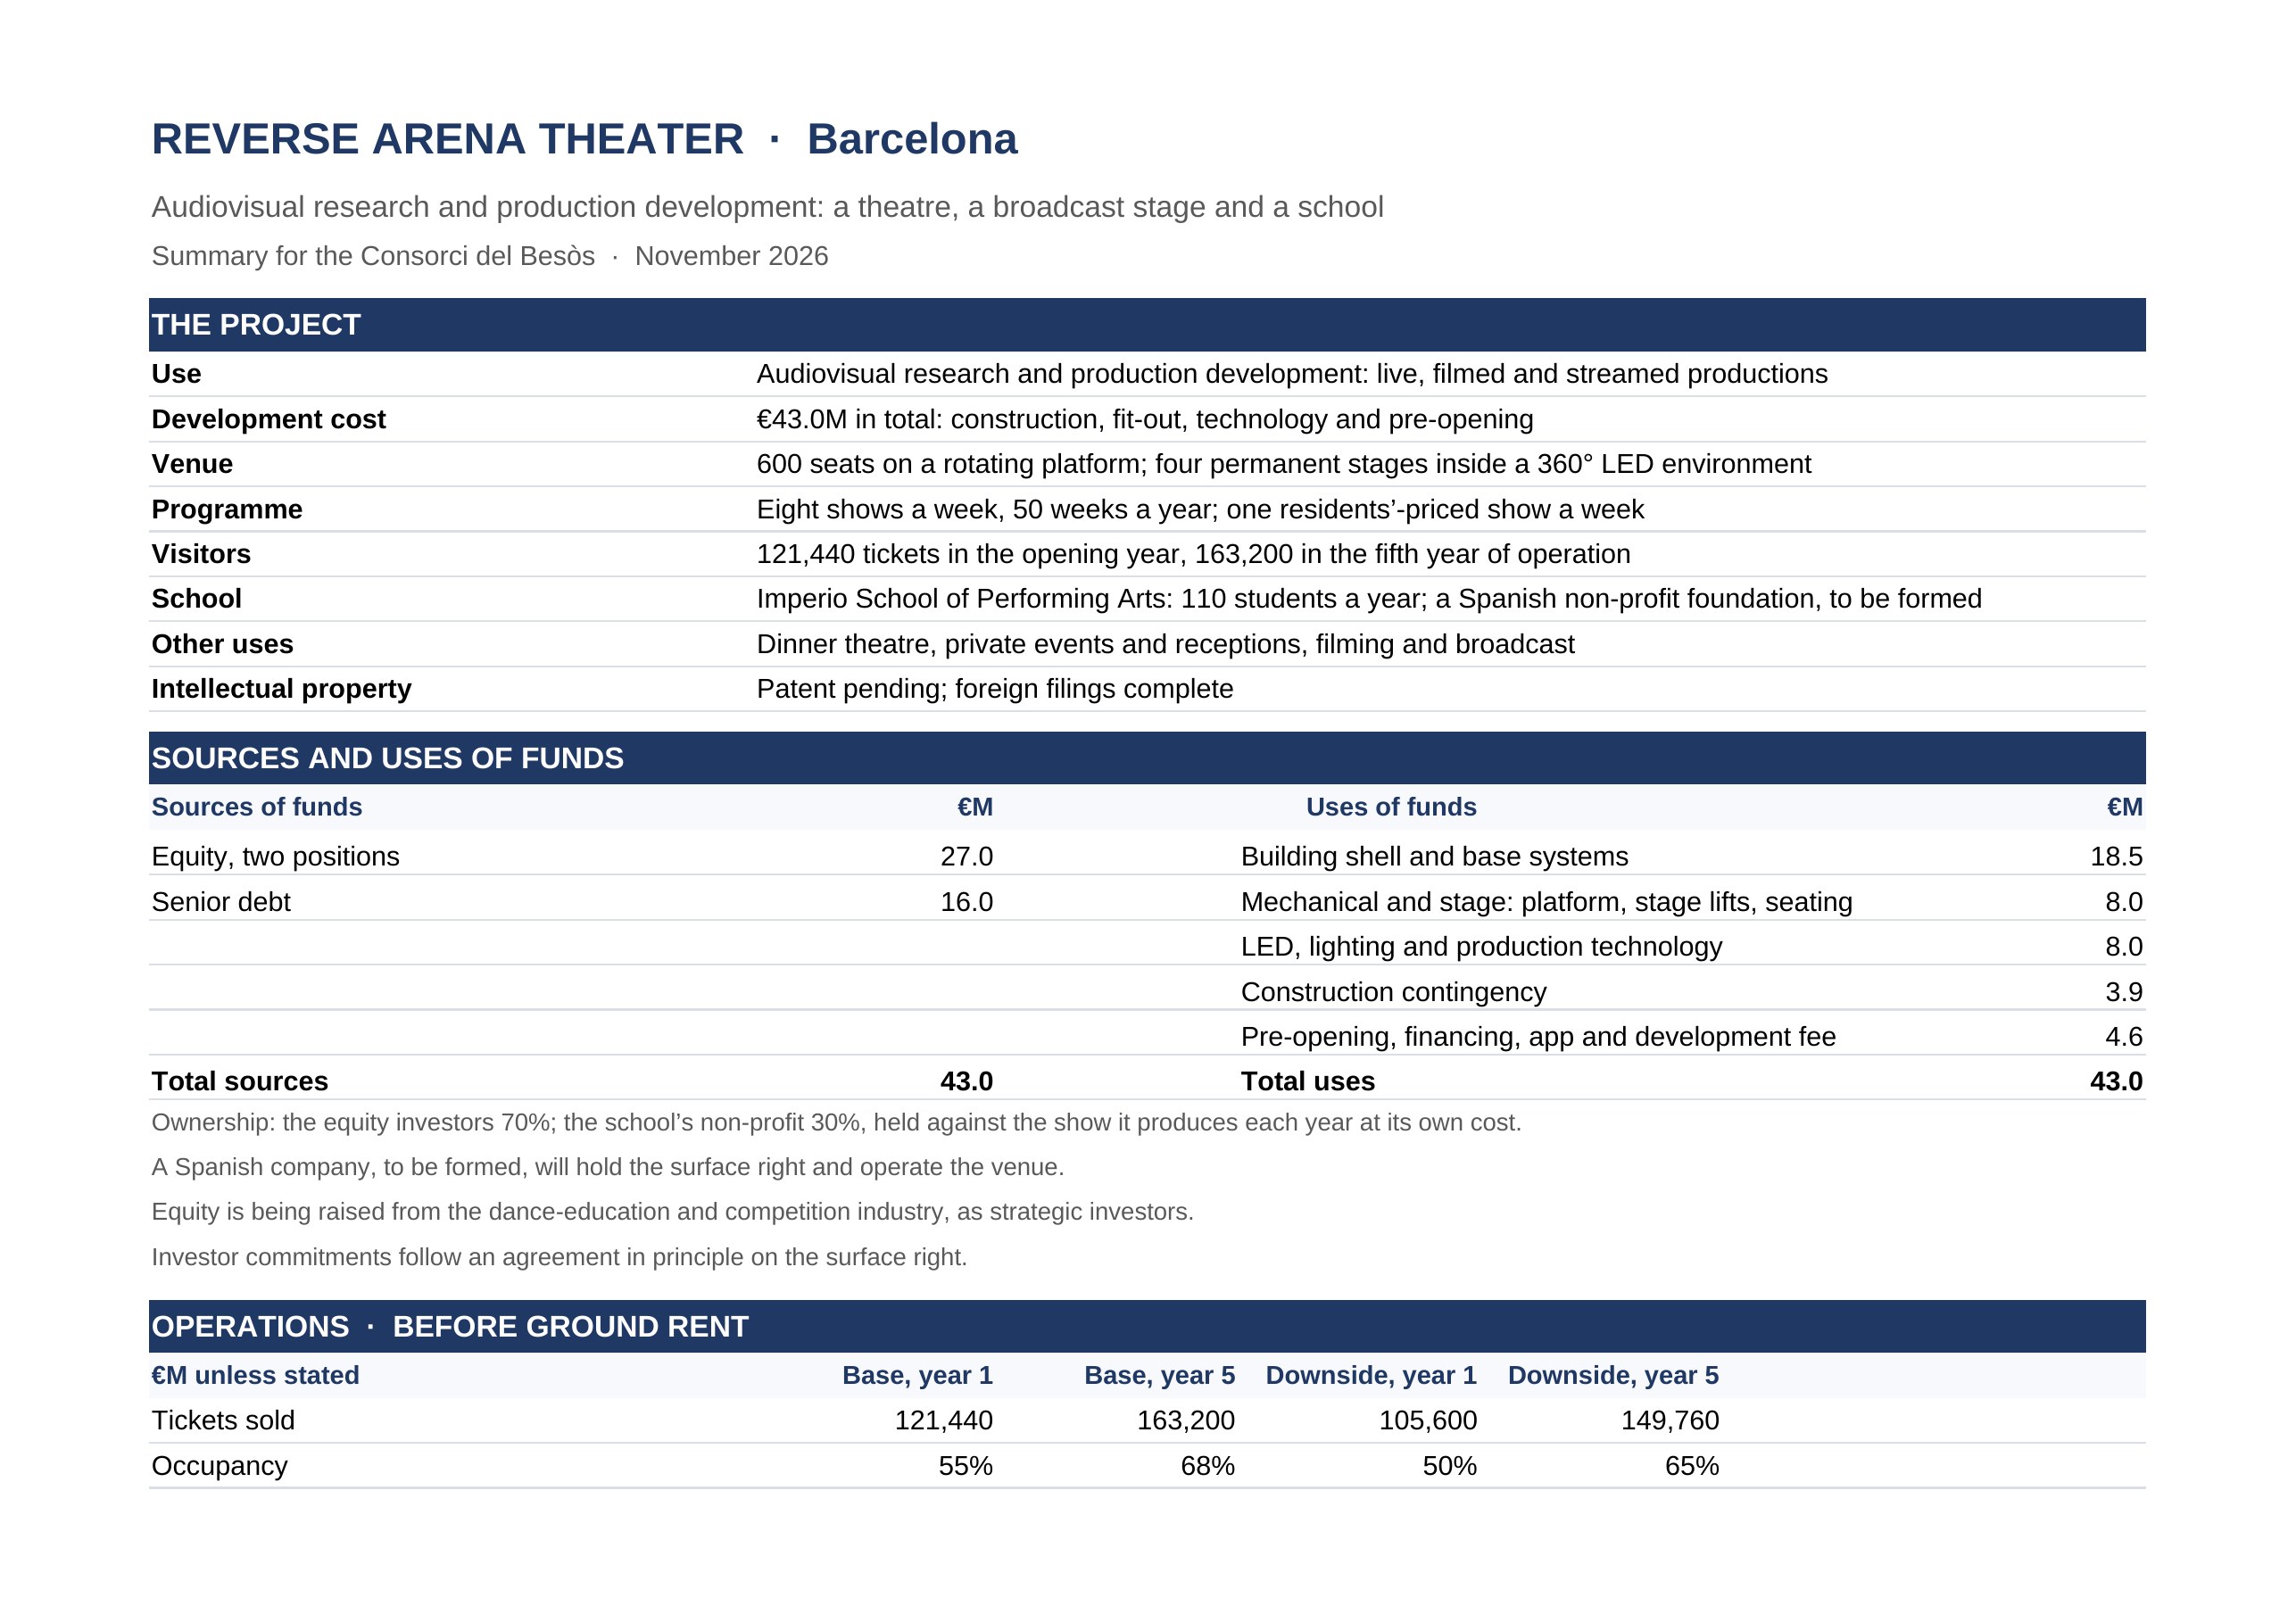 REVERSE ARENA THEATER · Barcelona
Audiovisual research and production development: a theatre, a broadcast stage and a school
Summary for the Consorci del Besòs · November 2026
THE PROJECT
Use Audiovisual research and production development: live, filmed and streamed productions
Development cost €43.0M in total: construction, fit-out, technology and pre-opening
Venue 600 seats on a rotating platform; four permanent stages inside a 360° LED environment
Programme Eight shows a week, 50 weeks a year; one residents’-priced show a week
Visitors 121,440 tickets in the opening year, 163,200 in the fifth year of operation
School Imperio School of Performing Arts: 110 students a year; a Spanish non-profit foundation, to be formed
Other uses Dinner theatre, private events and receptions, filming and broadcast
Intellectual property Patent pending; foreign filings complete
SOURCES AND USES OF FUNDS
Sources of funds €M Uses of funds €M
Equity, two positions 27.0 Building shell and base systems 18.5
Senior debt 16.0 Mechanical and stage: platform, stage lifts, seating 8.0
LED, lighting and production technology 8.0
Construction contingency 3.9
Pre-opening, financing, app and development fee 4.6
Total sources 43.0 Total uses 43.0
Ownership: the equity investors 70%; the school’s non-profit 30%, held against the show it produces each year at its own cost.
A Spanish company, to be formed, will hold the surface right and operate the venue.
Equity is being raised from the dance-education and competition industry, as strategic investors.
Investor commitments follow an agreement in principle on the surface right.
OPERATIONS · BEFORE GROUND RENT
€M unless stated Base, year 1 Base, year 5 Downside, year 1 Downside, year 5
Tickets sold 121,440 163,200 105,600 149,760
Occupancy 55% 68% 50% 65%